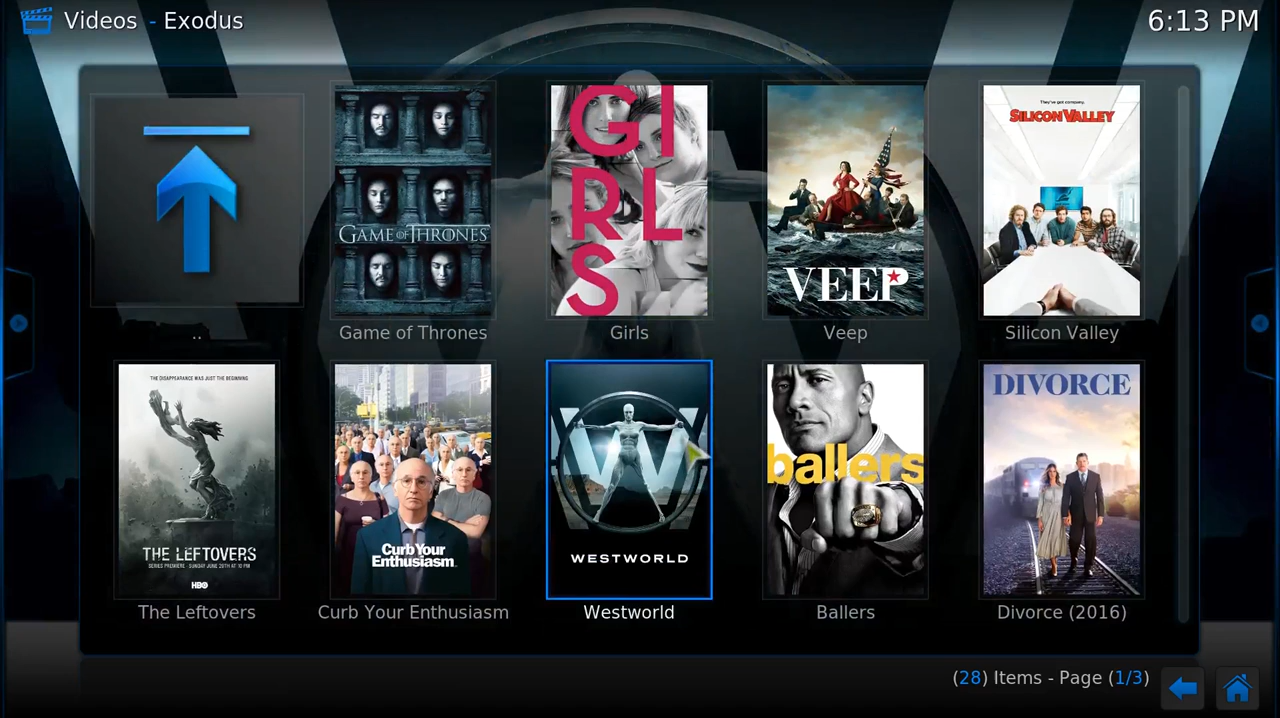 Videos - Exodus
6:13 PM
GAME OF THRONES
GIRLS
VEEP
They've got company.
SILICON VALLEY
..
Game of Thrones
Girls
Veep
Silicon Valley
THE DISAPPEARANCE WAS JUST THE BEGINNING
THE LEFTOVERS
SERIES PREMIERE · SUNDAY JUNE 29TH AT 10 PM
HBO
Curb Your
Enthusiasm
W
WESTWORLD
ballers
DIVORCE
The Leftovers
Curb Your Enthusiasm
Westworld
Ballers
Divorce (2016)
(28) Items - Page (1/3)